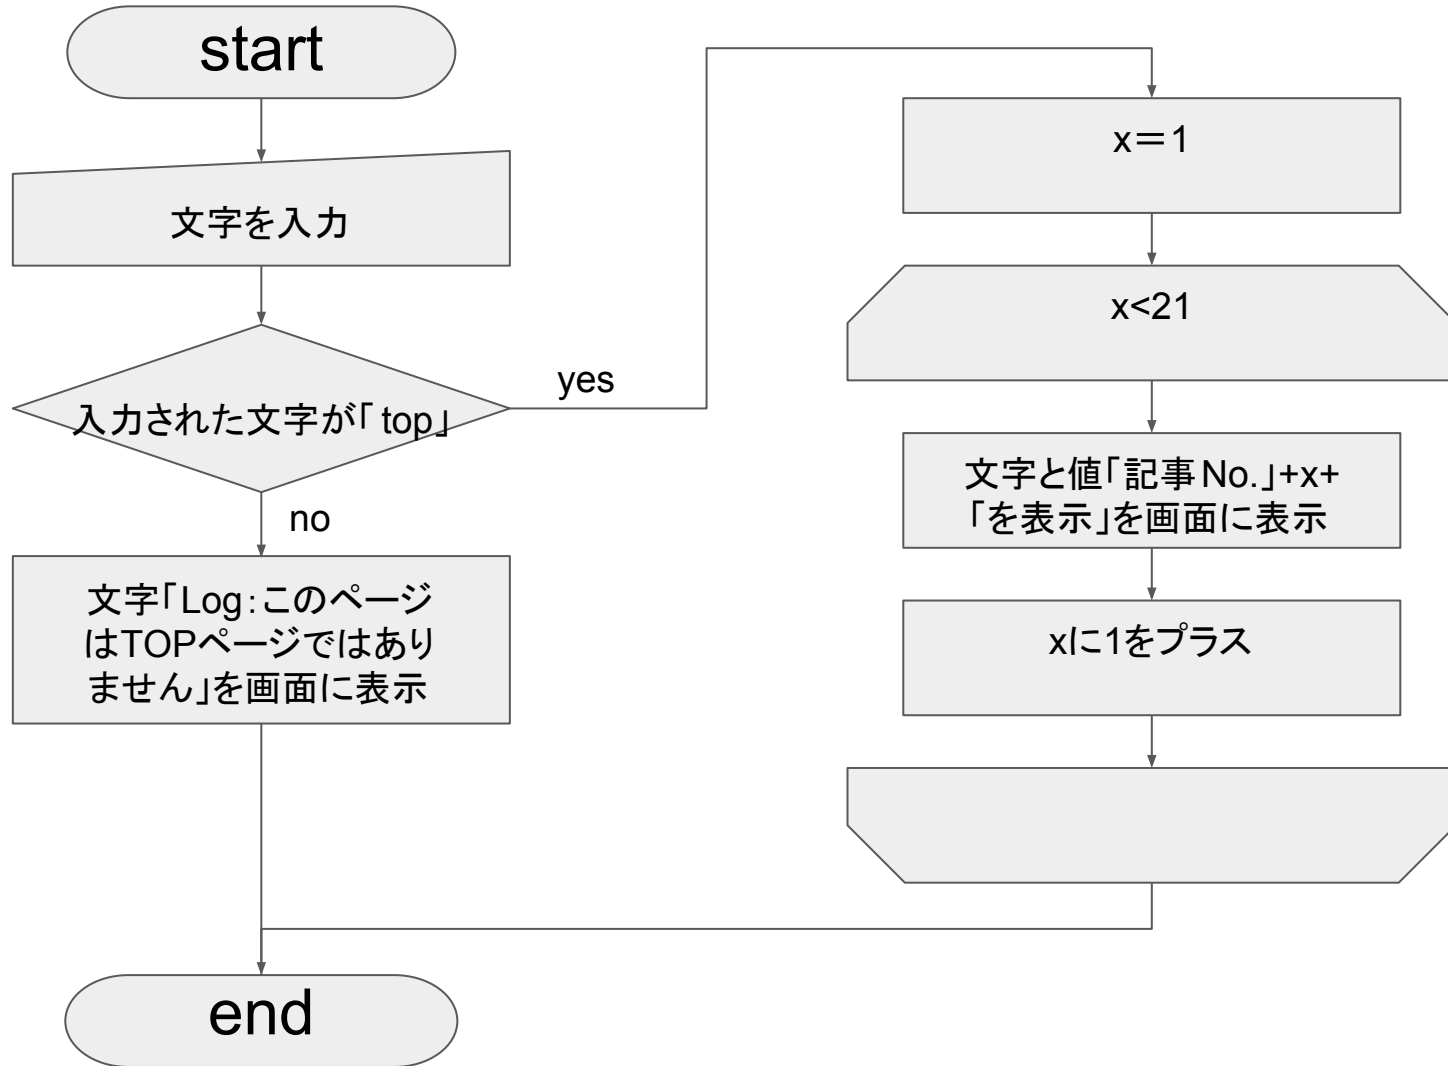 start
文字を入力
入力された文字が「top」
yes
no
文字「Log：このページ
はTOPページではあり
ません」を画面に表示
x＝1
x<21
文字と値「記事No.」+x+
「を表示」を画面に表示
xに1をプラス
end